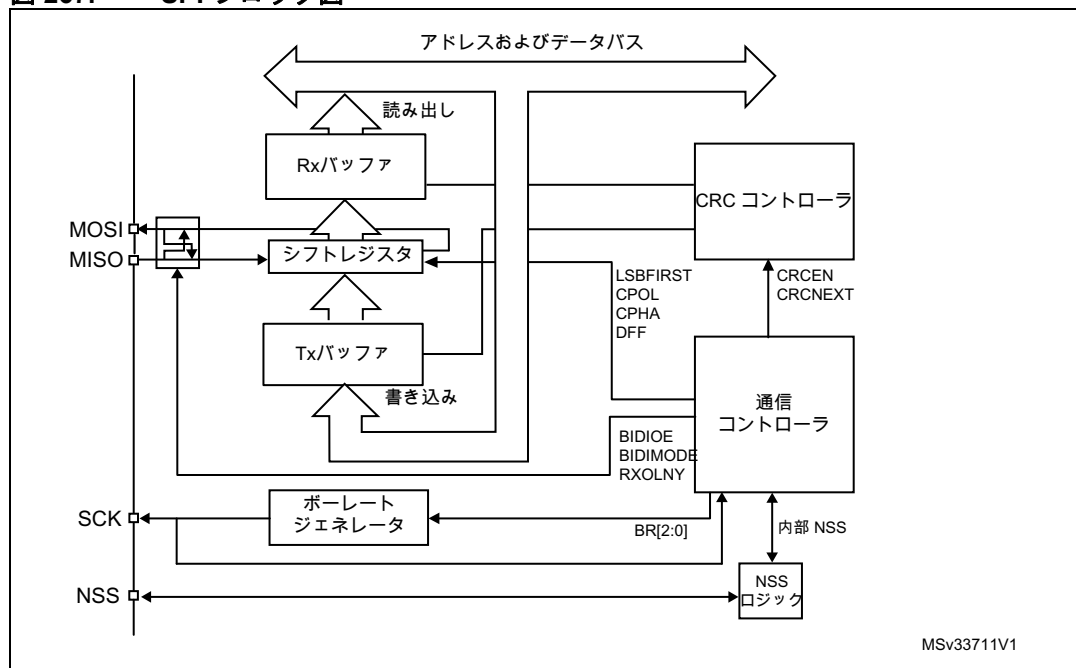 アドレスおよびデータバス
読み出し
Rxバッファ
CRC コントローラ
MOSI
MISO
シフトレジスタ
LSBFIRST
CPOL
CPHA
DFF
CRCEN
CRCNEXT
Txバッファ
書き込み
通信
コントローラ
BIDIOE
BIDIMODE
RXOLNY
SCK
ボーレート
ジェネレータ
BR[2:0]
内部 NSS
NSS
NSS
ロジック
MSv33711V1